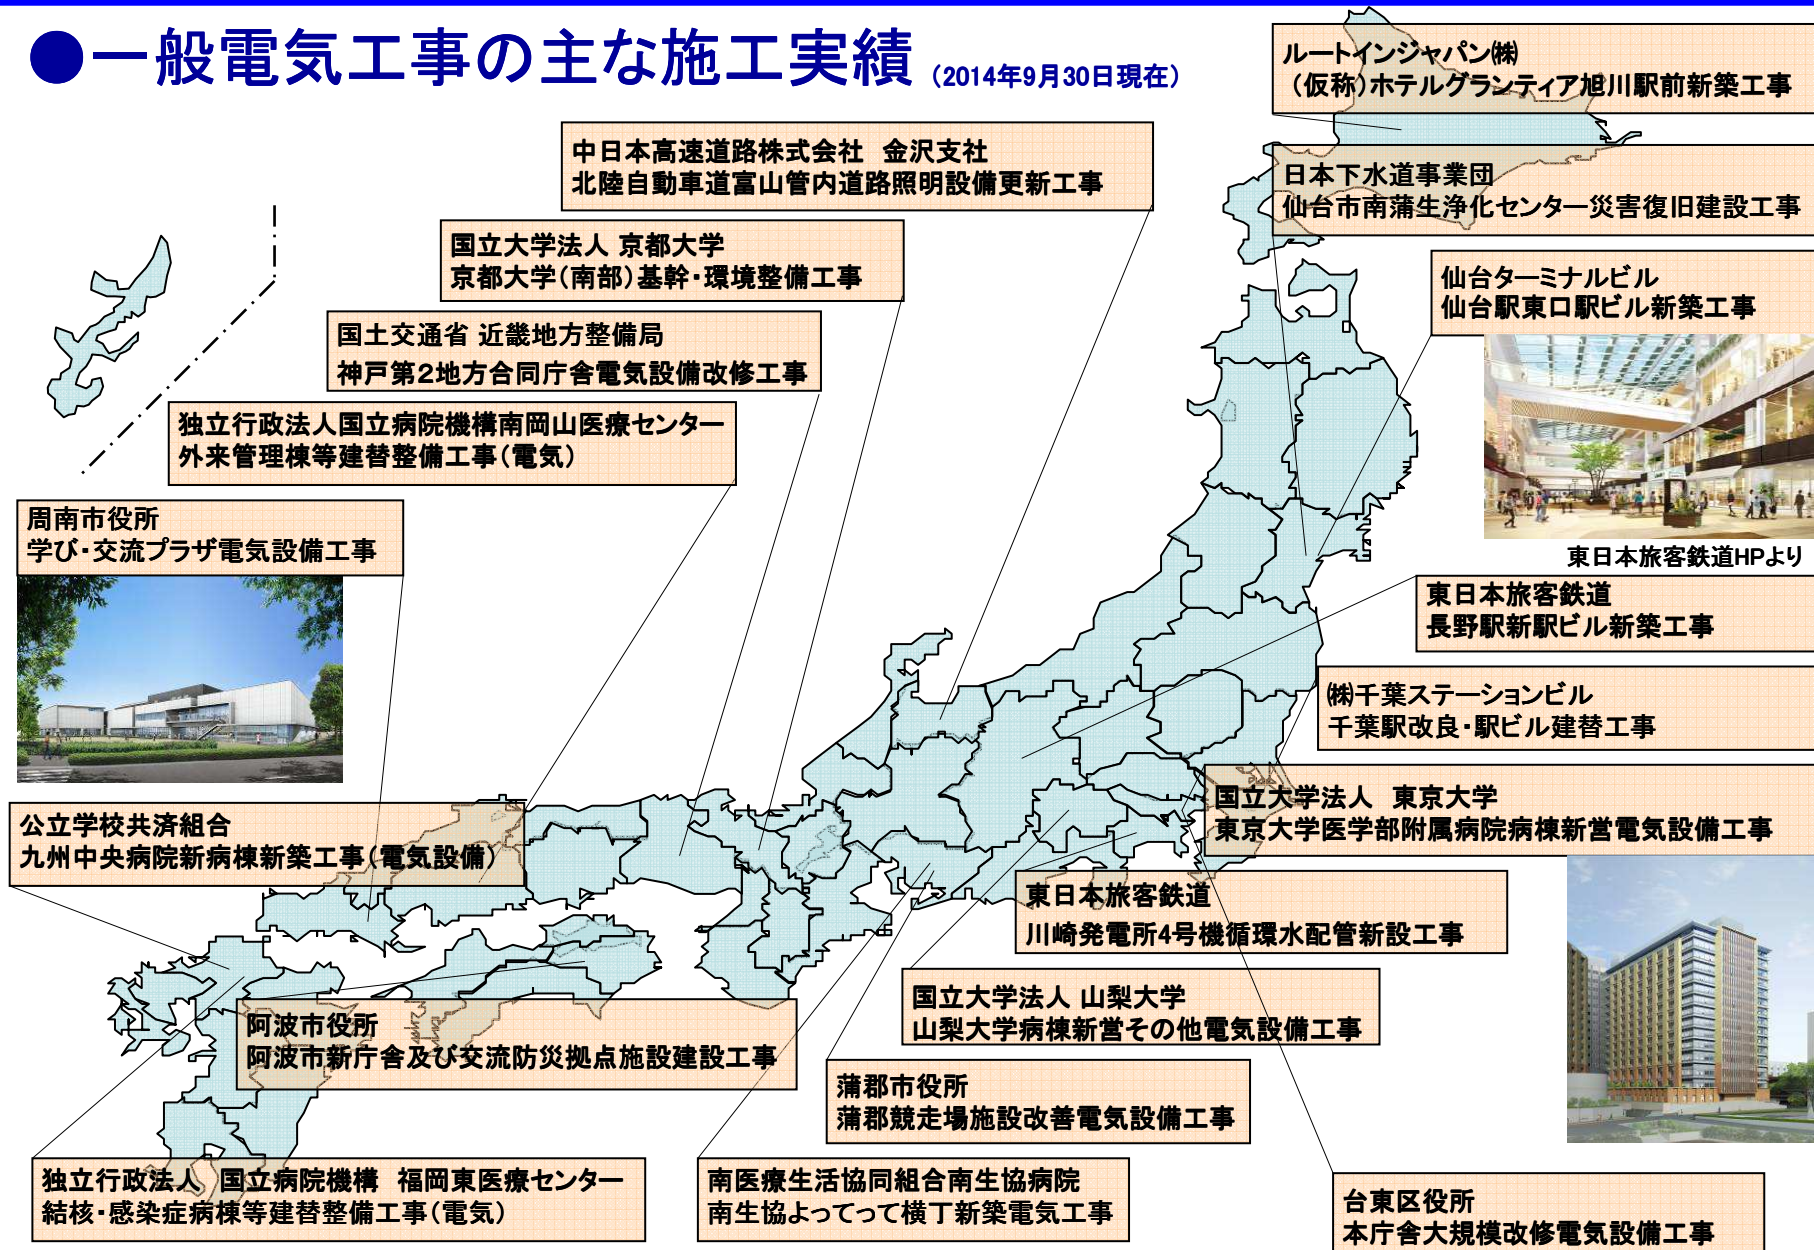 ●一般電気工事の主な施工実績（2014年9月30日現在）
ルートインジャパン㈱
（仮称）ホテルグランティア旭川駅前新築工事
中日本高速道路株式会社　金沢支社
北陸自動車道富山管内道路照明設備更新工事
日本下水道事業団
仙台市南蒲生浄化センター災害復旧建設工事
国立大学法人 京都大学
京都大学（南部）基幹・環境整備工事
仙台ターミナルビル
仙台駅東口駅ビル新築工事
国土交通省 近畿地方整備局
神戸第2地方合同庁舎電気設備改修工事
独立行政法人国立病院機構南岡山医療センター
外来管理棟等建替整備工事（電気）
周南市役所
学び・交流プラザ電気設備工事
東日本旅客鉄道HPより
東日本旅客鉄道
長野駅新駅ビル新築工事
㈱千葉ステーションビル
千葉駅改良・駅ビル建替工事
国立大学法人　東京大学
東京大学医学部附属病院病棟新営電気設備工事
公立学校共済組合
九州中央病院新病棟新築工事（電気設備）
東日本旅客鉄道
川崎発電所4号機循環水配管新設工事
国立大学法人 山梨大学
山梨大学病棟新営その他電気設備工事
阿波市役所
阿波市新庁舎及び交流防災拠点施設建設工事
蒲郡市役所
蒲郡競走場施設改善電気設備工事
独立行政法人　国立病院機構　福岡東医療センター
結核・感染症病棟等建替整備工事（電気）
南医療生活協同組合南生協病院
南生協よってって横丁新築電気工事
台東区役所
本庁舎大規模改修電気設備工事